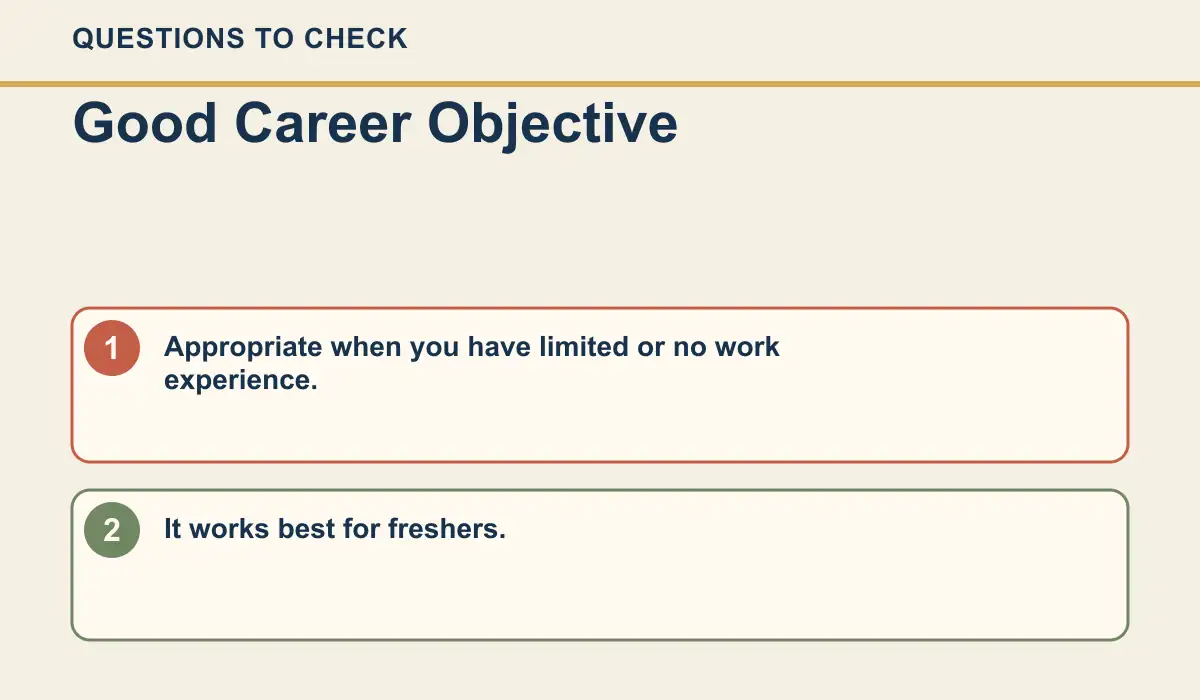 QUESTIONS TO CHECK
Good Career Objective
1
Appropriate when you have limited or no work
experience.
2
It works best for freshers.